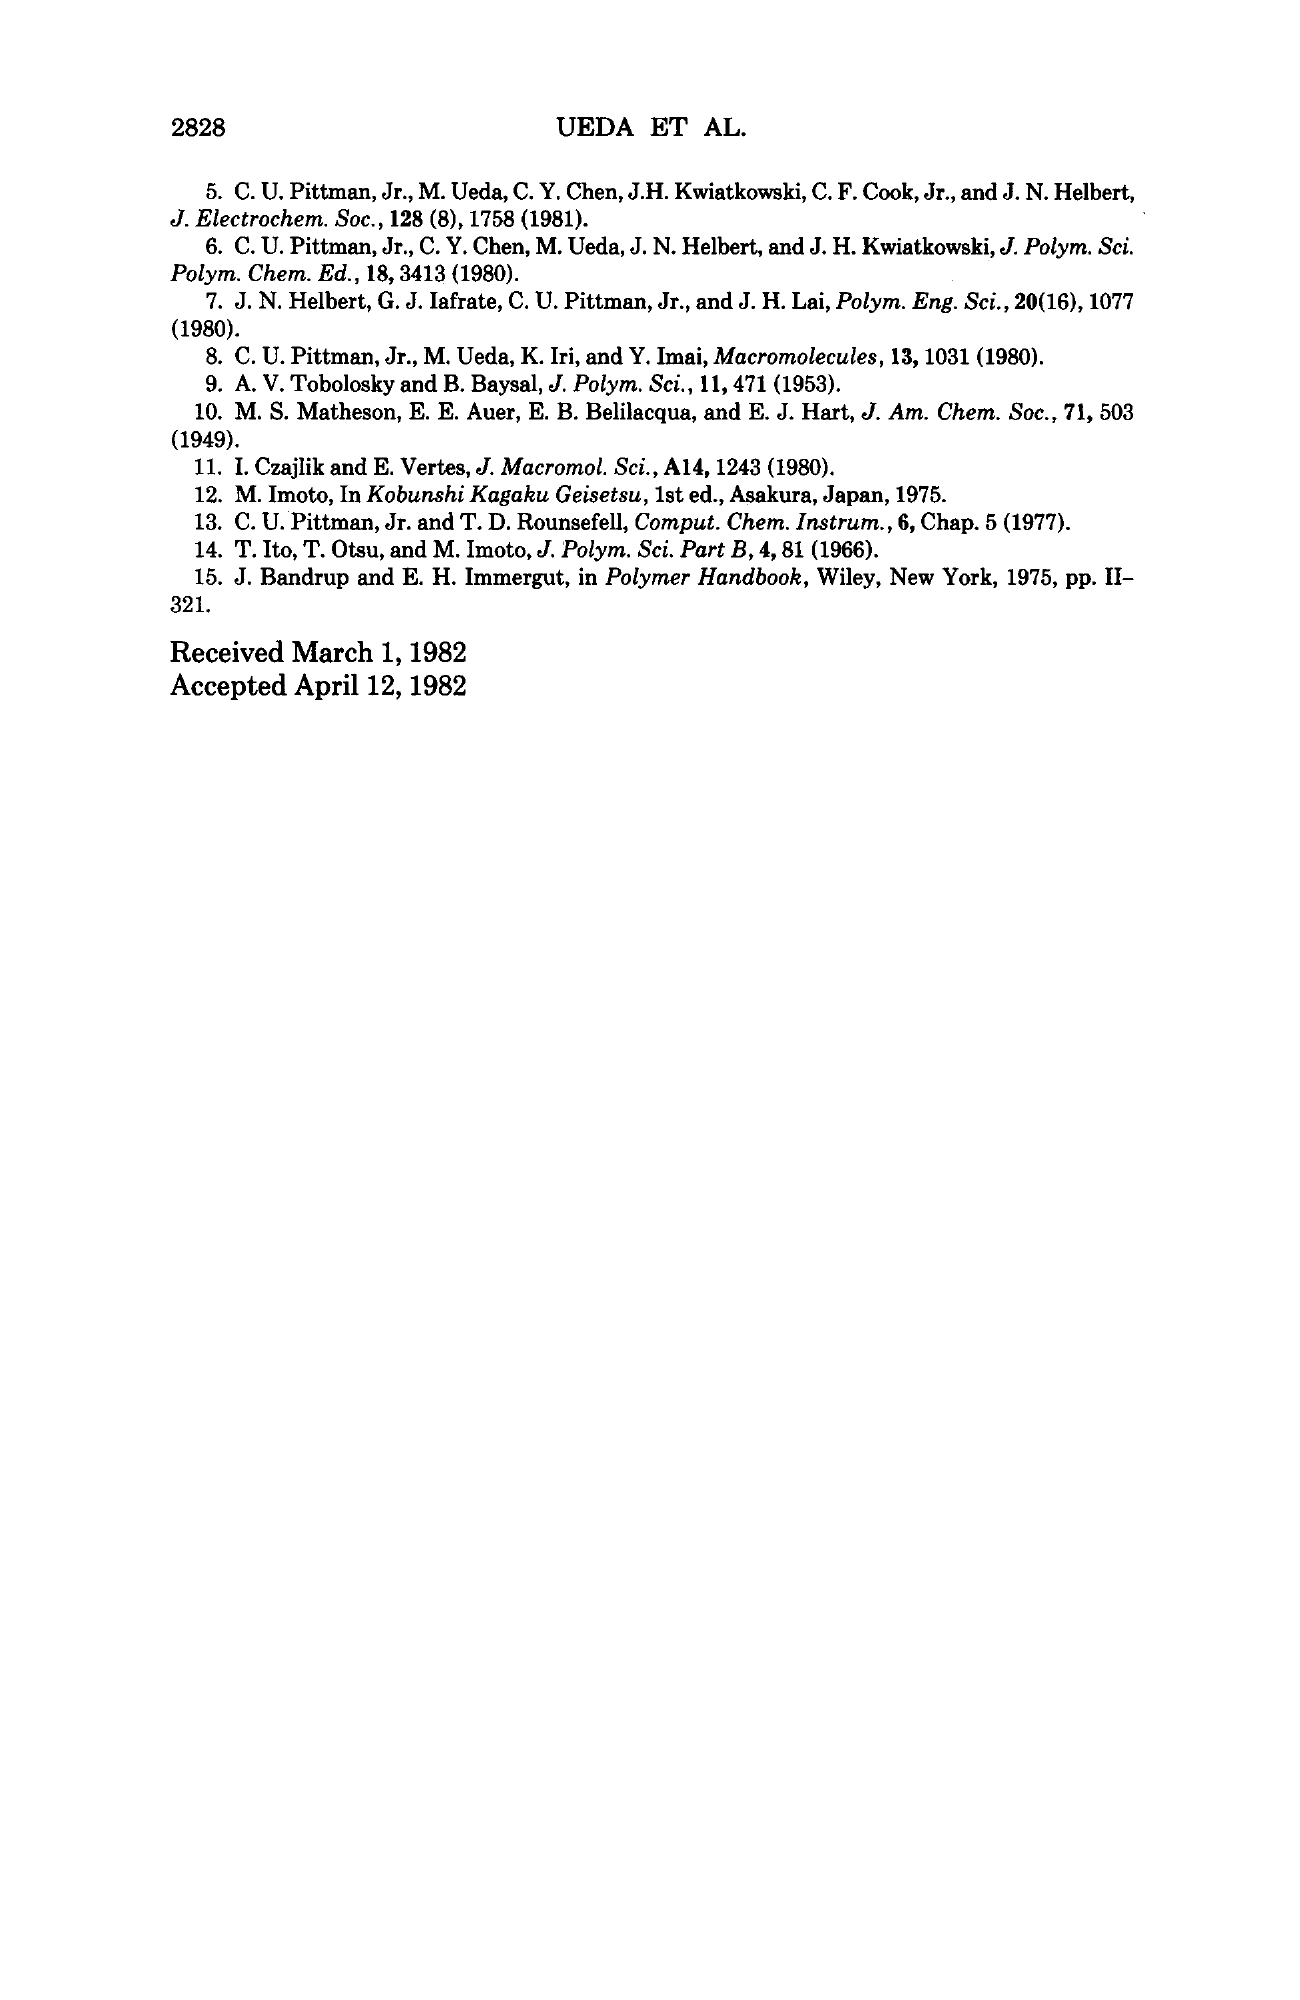 2828 UEDA ET AL.
5. C. U. Pittman, Jr., M. Ueda, C. Y. Chen, J.H. Kwiatkowski, C. F. Cook, Jr., and J. N. Helbert,
J. Electrochem. Soc., 128 (8), 1758 (1981).
6. C. U. Pittman, Jr., C. Y. Chen, M. Ueda, J. N. Helbert, and J. H. Kwiatkowski, J. Polym. Sci.
Polym. Chem. Ed., 18, 3413 (1980).
7. J. N. Helbert, G. J. Iafrate, C. U. Pittman, Jr., and J. H. Lai, Polym. Eng. Sci., 20(16), 1077
(1980).
8. C. U. Pittman, Jr., M. Ueda, K. Iri, and Y. Imai, Macromolecules, 13, 1031 (1980).
9. A. V. Tobolosky and B. Baysal, J. Polym. Sci., 11, 471 (1953).
10. M. S. Matheson, E. E. Auer, E. B. Belilacqua, and E. J. Hart, J. Am. Chem. Soc., 71, 503
(1949).
11. I. Czajlik and E. Vertes, J. Macromol. Sci., A14, 1243 (1980).
12. M. Imoto, In Kobunshi Kagaku Geisetsu, 1st ed., Asakura, Japan, 1975.
13. C. U. Pittman, Jr. and T. D. Rounsefell, Comput. Chem. Instrum., 6, Chap. 5 (1977).
14. T. Ito, T. Otsu, and M. Imoto, J. Polym. Sci. Part B, 4, 81 (1966).
15. J. Bandrup and E. H. Immergut, in Polymer Handbook, Wiley, New York, 1975, pp. II–
321.
Received March 1, 1982
Accepted April 12, 1982